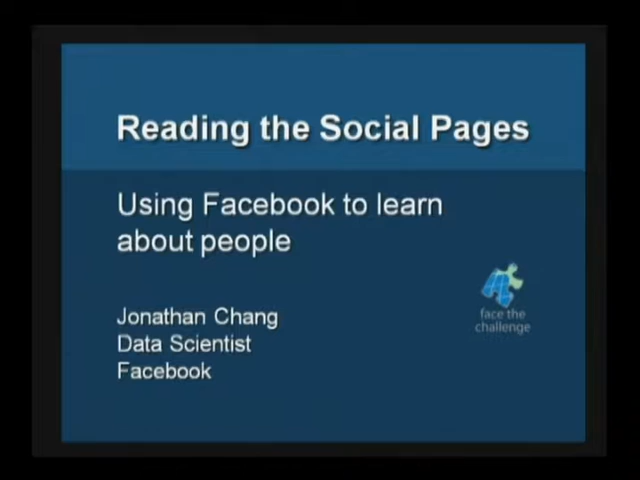 Reading the Social Pages
Using Facebook to learn
about people
Jonathan Chang
Data Scientist
Facebook
face the
challenge